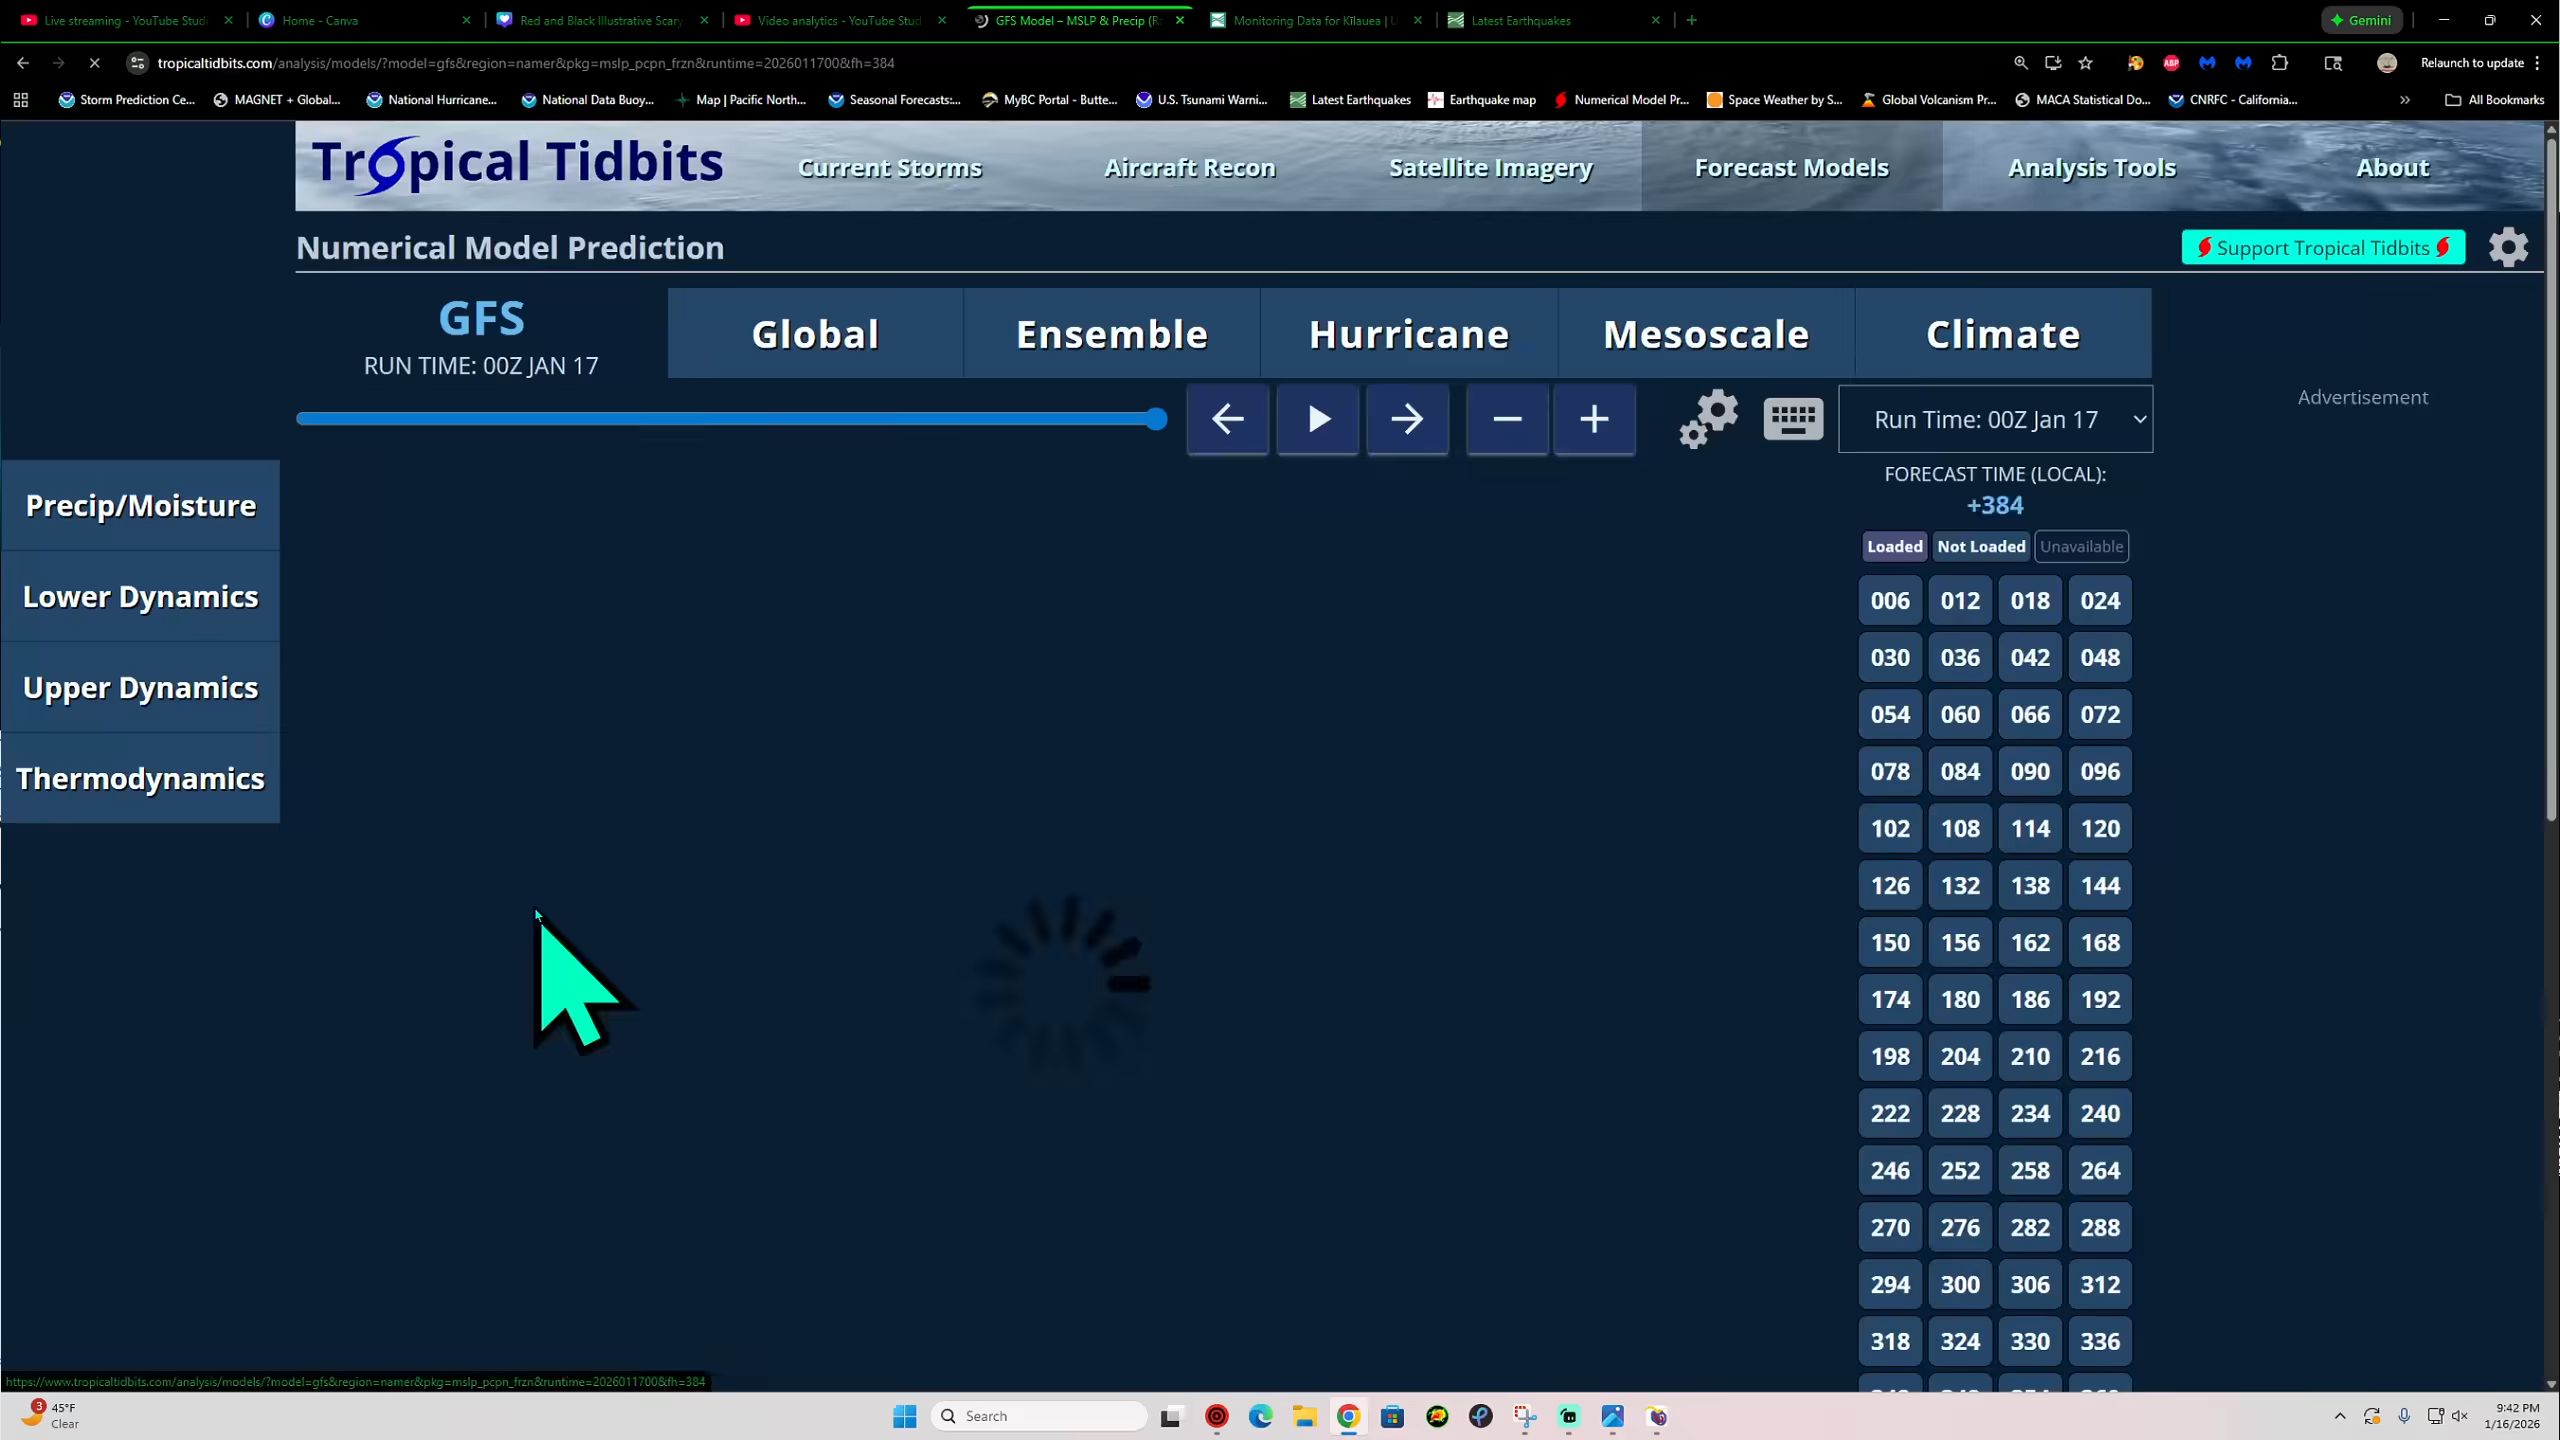 Live streaming - YouTube Studi
Home - Canva
Red and Black Illustrative Scary
Video analytics - YouTube Studi
GFS Model – MSLP & Precip (R
Monitoring Data for Kīlauea | U
Latest Earthquakes
Gemini
tropicaltidbits.com/analysis/models/?model=gfs&region=namer&pkg=mslp_pcpn_frzn&runtime=2026011700&fh=384
ABP
Relaunch to update
Storm Prediction Ce...
MAGNET + Global...
National Hurricane...
National Data Buoy...
Map | Pacific North...
Seasonal Forecasts:...
MyBC Portal - Butte...
U.S. Tsunami Warni...
Latest Earthquakes
Earthquake map
Numerical Model Pr...
Space Weather by S...
Global Volcanism Pr...
MACA Statistical Do...
CNRFC - California...
All Bookmarks
Tropical Tidbits
Current Storms
Aircraft Recon
Satellite Imagery
Forecast Models
Analysis Tools
About
Numerical Model Prediction
Support Tropical Tidbits
GFS
RUN TIME: 00Z JAN 17
Global
Ensemble
Hurricane
Mesoscale
Climate
Run Time: 00Z Jan 17
Advertisement
FORECAST TIME (LOCAL):
+384
Loaded Not Loaded Unavailable
Precip/Moisture
Lower Dynamics
Upper Dynamics
Thermodynamics
006 012 018 024
030 036 042 048
054 060 066 072
078 084 090 096
102 108 114 120
126 132 138 144
150 156 162 168
174 180 186 192
198 204 210 216
222 228 234 240
246 252 258 264
270 276 282 288
294 300 306 312
318 324 330 336
https://www.tropicaltidbits.com/analysis/models/?model=gfs&region=namer&pkg=mslp_pcpn_frzn&runtime=2026011700&fh=384
3
45°F
Clear
Search
9:42 PM
1/16/2026